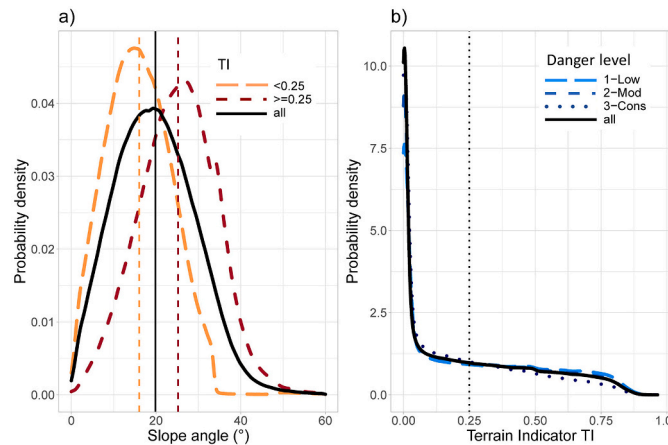 a)
TI
<0.25
>=0.25
all
0.04
0.03
0.02
0.01
0.00
Probability density
0
20
40
60
Slope angle (°)
b)
Danger level
1-Low
2-Mod
3-Cons
all
10.0
7.5
5.0
2.5
0.0
Probability density
0.00
0.25
0.50
0.75
1.0
Terrain Indicator TI